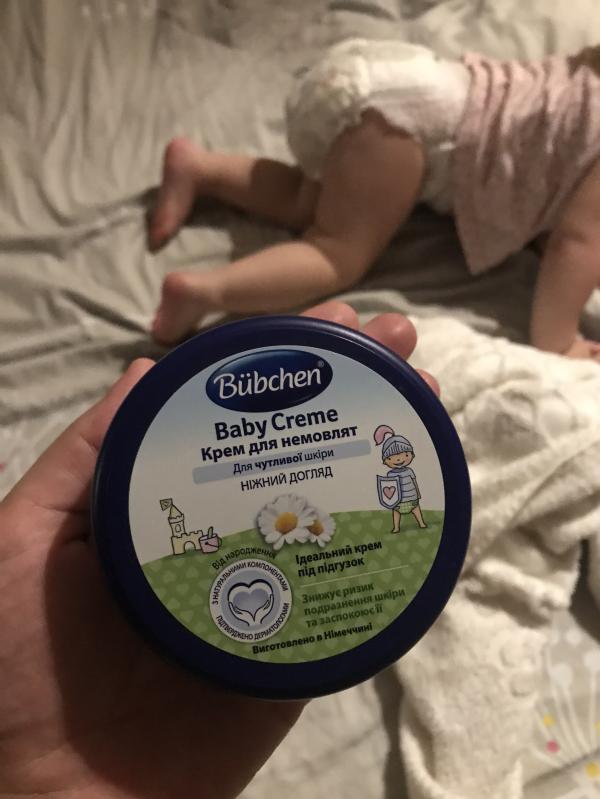 Bübchen®
Baby Creme
Крем для немовлят
Для чутливої шкіри
НІЖНИЙ ДОГЛЯД
Від народження
З НАТУРАЛЬНИМИ КОМПОНЕНТАМИ
ПІДТВЕРДЖЕНО ДЕРМАТОЛОГАМИ
Ідеальний крем
під підгузок
Знижує ризик
подразнення шкіри
та заспокоює її
Виготовлено в Німеччині